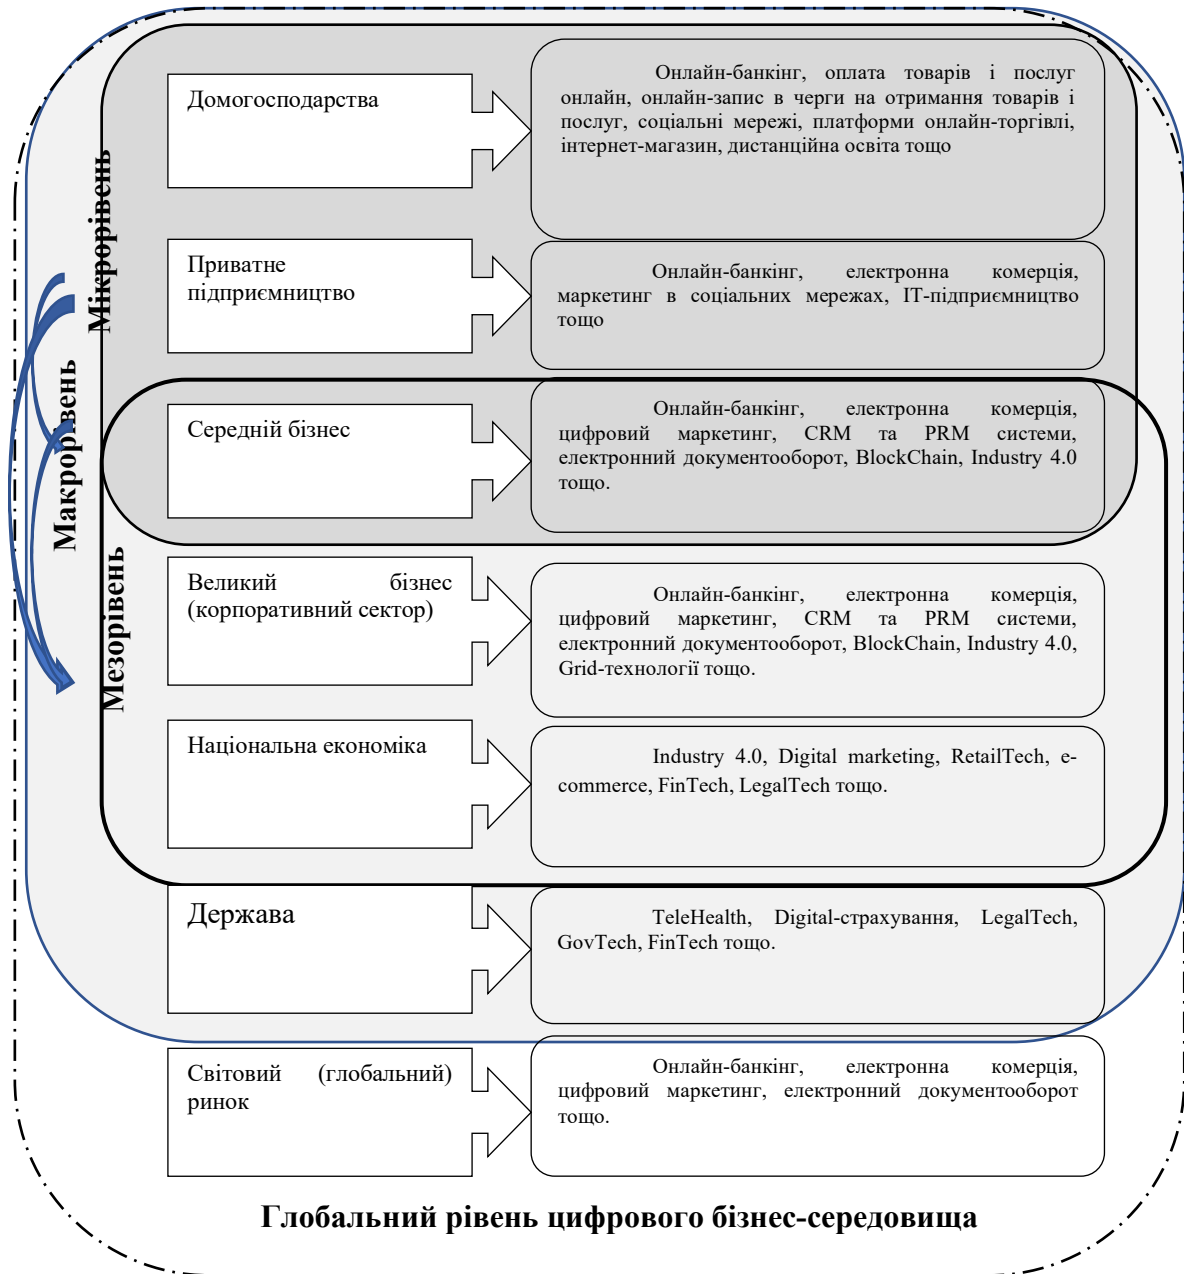 Домогосподарства
Онлайн-банкінг, оплата товарів і послуг
онлайн, онлайн-запис в черги на отримання товарів і
послуг, соціальні мережі, платформи онлайн-торгівлі,
інтернет-магазин, дистанційна освіта тощо
Мікрорівень
Приватне
підприємництво
Онлайн-банкінг, електронна комерція,
маркетинг в соціальних мережах, ІТ-підприємництво
тощо
Макрорівень
Середній бізнес
Онлайн-банкінг, електронна комерція,
цифровий маркетинг, CRM та PRM системи,
електронний документооборот, BlockChain, Industry 4.0
тощо.
Мезорівень
Великий бізнес
(корпоративний сектор)
Онлайн-банкінг, електронна комерція,
цифровий маркетинг, CRM та PRM системи,
електронний документооборот, BlockChain, Industry 4.0,
Grid-технології тощо.
Національна економіка
Industry 4.0, Digital marketing, RetailTech, e-
commerce, FinTech, LegalTech тощо.
Держава
TeleHealth, Digital-страхування, LegalTech,
GovTech, FinTech тощо.
Світовий (глобальний)
ринок
Онлайн-банкінг, електронна комерція,
цифровий маркетинг, електронний документооборот
тощо.
Глобальний рівень цифрового бізнес-середовища